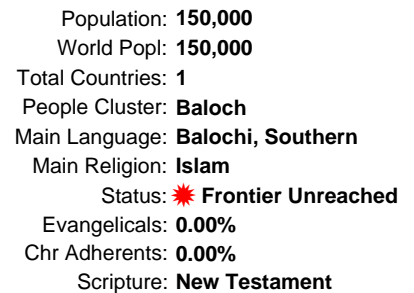 Population: 150,000
World Popl: 150,000
Total Countries: 1
People Cluster: Baloch
Main Language: Balochi, Southern
Main Religion: Islam
Status: Frontier Unreached
Evangelicals: 0.00%
Chr Adherents: 0.00%
Scripture: New Testament